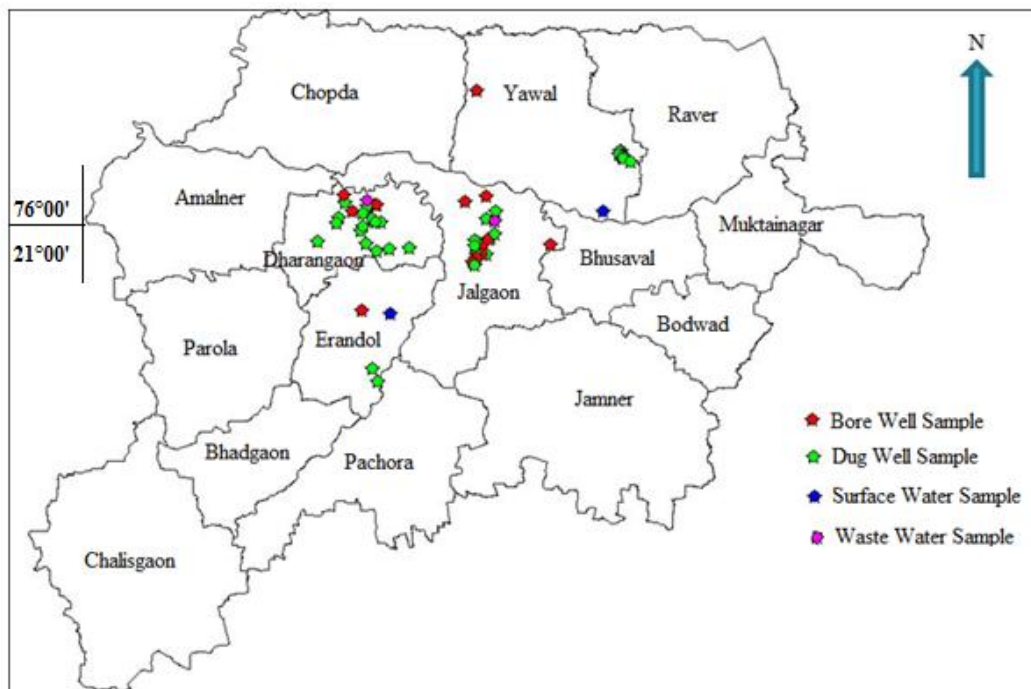 N
Chopda
Yawal
Raver
Amalner
76°00'
21°00'
Muktainagar
Dharangaon
Bhusaval
Jalgaon
Bodwad
Erandol
Parola
Jamner
Bore Well Sample
Bhadgaon
Dug Well Sample
Pachora
Surface Water Sample
Waste Water Sample
Chalisgaon